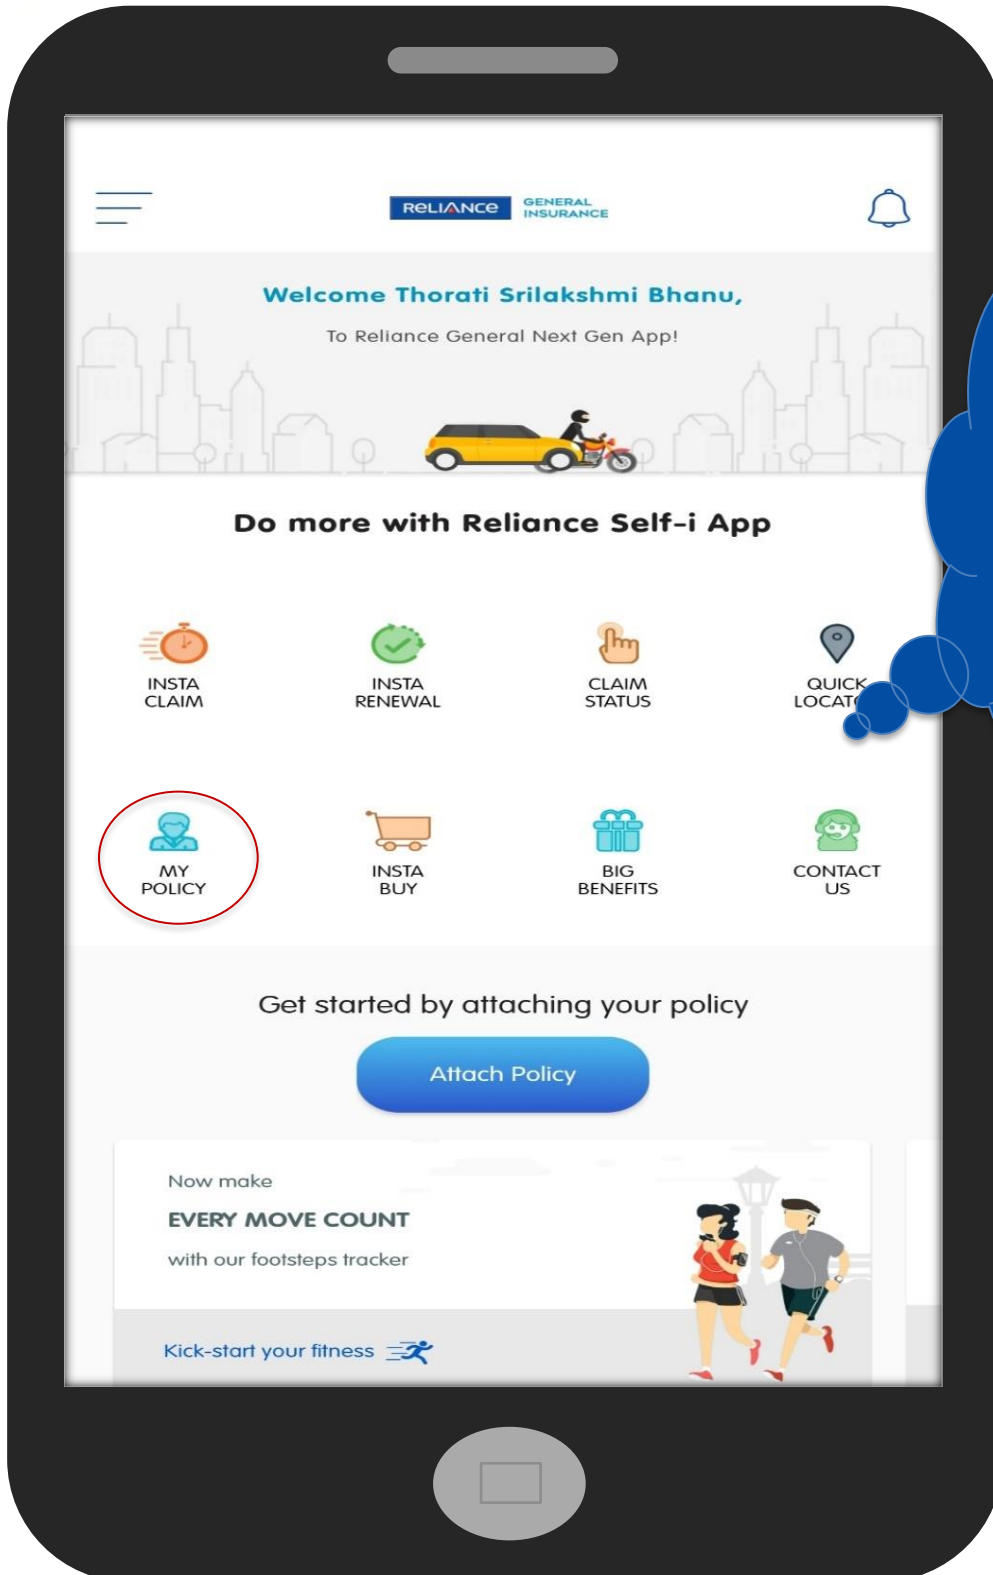 RELIANCE GENERAL
INSURANCE
Welcome Thorati Srilakshmi Bhanu,
To Reliance General Next Gen App!
Do more with Reliance Self-i App
INSTA
CLAIM
INSTA
RENEWAL
CLAIM
STATUS
QUICK
MY
POLICY
INSTA
BUY
BIG
BENEFITS
CONTACT
US
Get started by attaching your policy
Attach Policy
Now make
EVERY MOVE COUNT
with our footsteps tracker
Kick-start your fitness